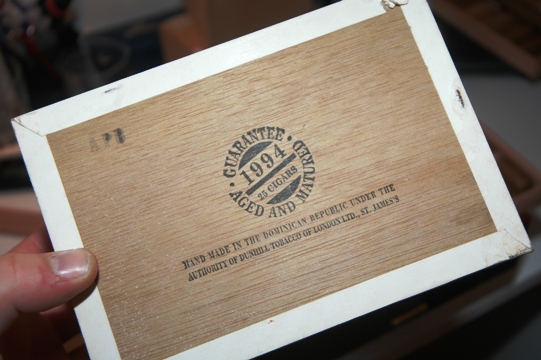 APR
GUARANTEE
1994
25 CIGARS
AGED AND MATURED
HAND MADE IN THE DOMINICAN REPUBLIC UNDER THE
AUTHORITY OF DUNHILL TOBACCO OF LONDON LTD., ST. JAMES'S